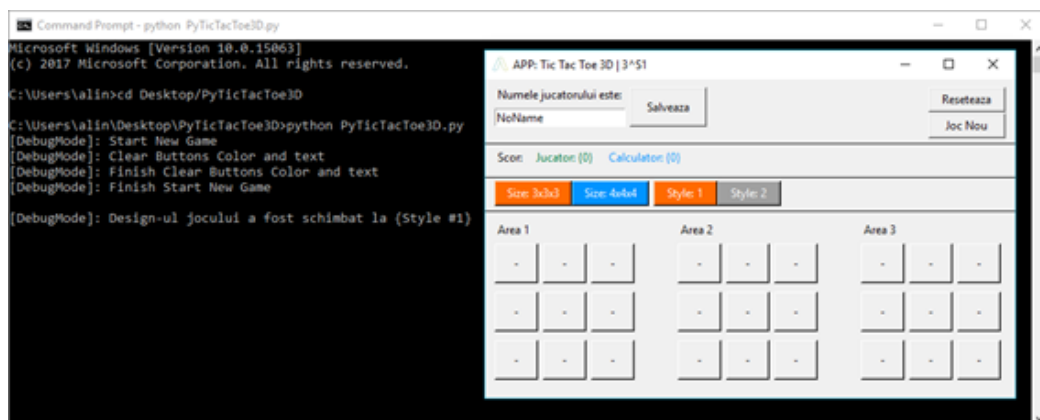 Command Prompt - python PyTicTacToe3D.py
Microsoft Windows [Version 10.0.15063]
(c) 2017 Microsoft Corporation. All rights reserved.
C:\Users\alin>cd Desktop/PyTicTacToe3D
C:\Users\alin\Desktop\PyTicTacToe3D>python PyTicTacToe3D.py
[DebugMode]: Start New Game
[DebugMode]: Clear Buttons Color and text
[DebugMode]: Finish Clear Buttons Color and text
[DebugMode]: Finish Start New Game
[DebugMode]: Design-ul jocului a fost schimbat la (Style #1)
APP: Tic Tac Toe 3D | 3^S1
Numele jucatorului este:
NoName
Salveaza
Reseteaza
Joc Nou
Scor: Jucator: (0) Calculator: (0)
Size: 3x3x3 Size: 4x4x4 Style: 1 Style: 2
Area 1 Area 2 Area 3
- - - - - - - - -
- - - - - - - - -
- - - - - - - - -